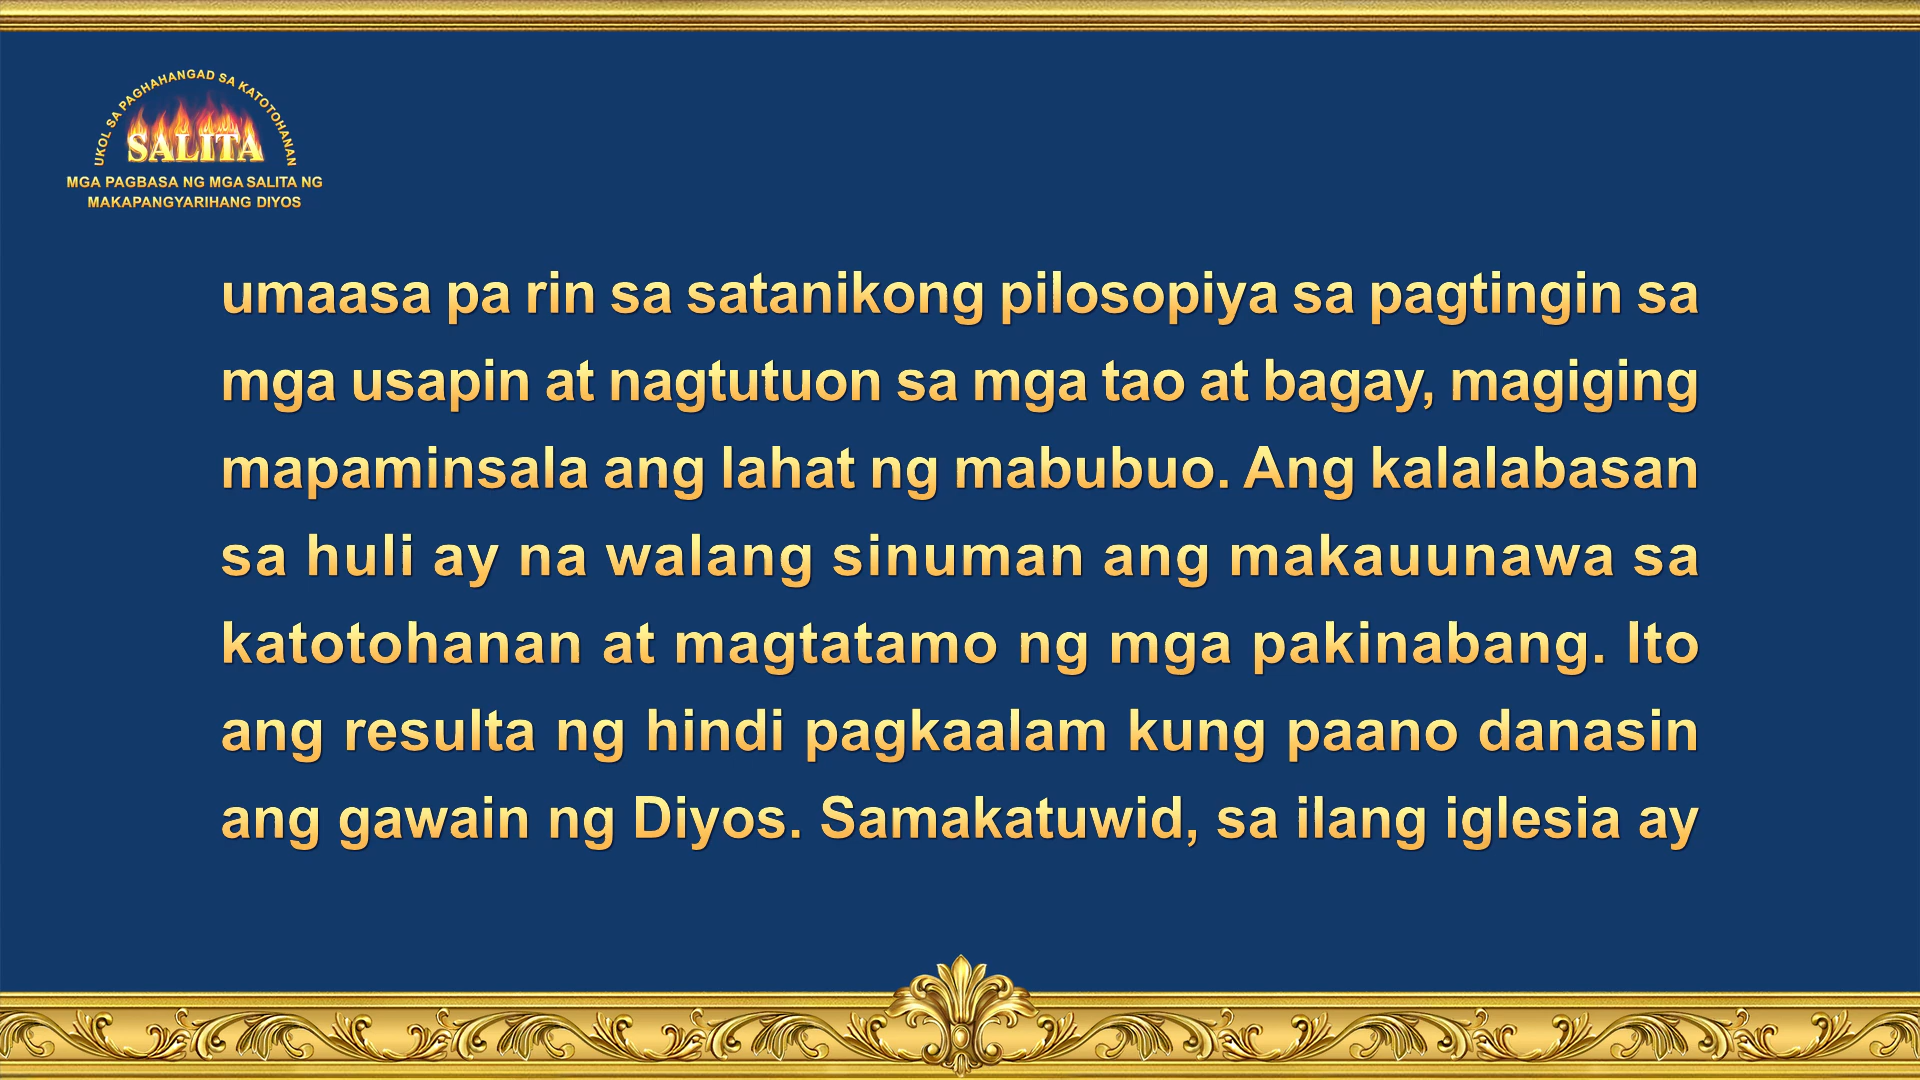 UKOL SA PAGHAHANGAD SA KATOTOHANAN
SALITA
MGA PAGBASA NG MGA SALITA NG
MAKAPANGYARIHANG DIYOS
umaasa pa rin sa satanikong pilosopiya sa pagtingin sa
mga usapin at nagtutuon sa mga tao at bagay, magiging
mapaminsala ang lahat ng mabubuo. Ang kalalabasan
sa huli ay na walang sinuman ang makauunawa sa
katotohanan at magtatamo ng mga pakinabang. Ito
ang resulta ng hindi pagkaalam kung paano danasin
ang gawain ng Diyos. Samakatuwid, sa ilang iglesia ay